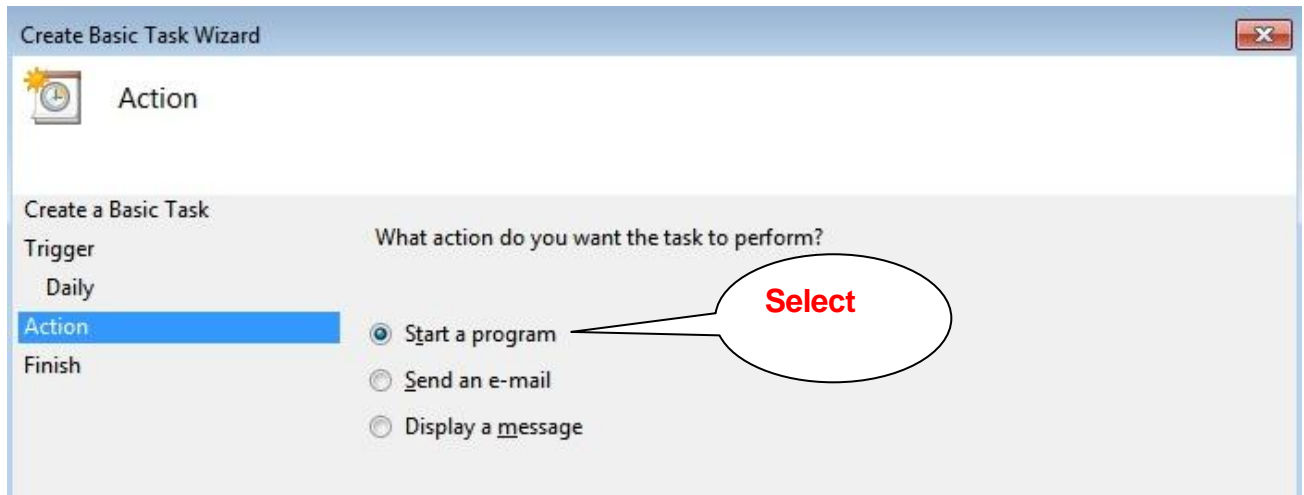 Create Basic Task Wizard
Action
Create a Basic Task
Trigger
Daily
Action
Finish
What action do you want the task to perform?
Select
Start a program
Send an e-mail
Display a message